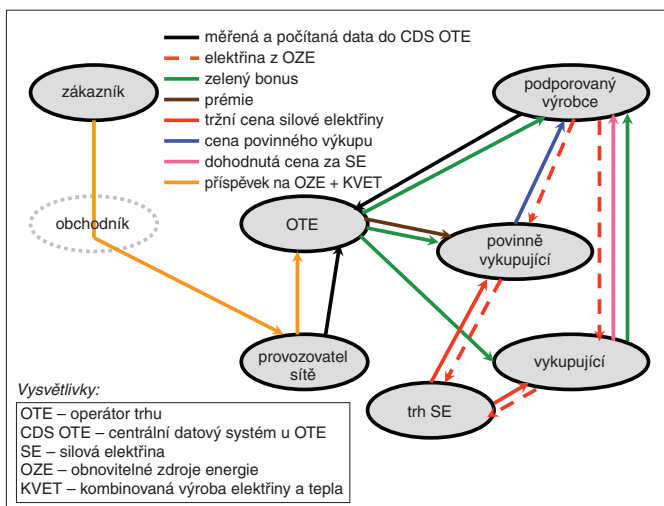 měřená a počítaná data do CDS OTE
elektřina z OZE
zelený bonus
prémie
tržní cena silové elektřiny
cena povinného výkupu
dohodnutá cena za SE
příspěvek na OZE + KVET
zákazník
podporovaný
výrobce
obchodník
OTE
povinně
vykupující
provozovatel
sítě
vykupující
trh SE
Vysvětlivky:
OTE – operátor trhu
CDS OTE – centrální datový systém u OTE
SE – silová elektřina
OZE – obnovitelné zdroje energie
KVET – kombinovaná výroba elektřiny a tepla